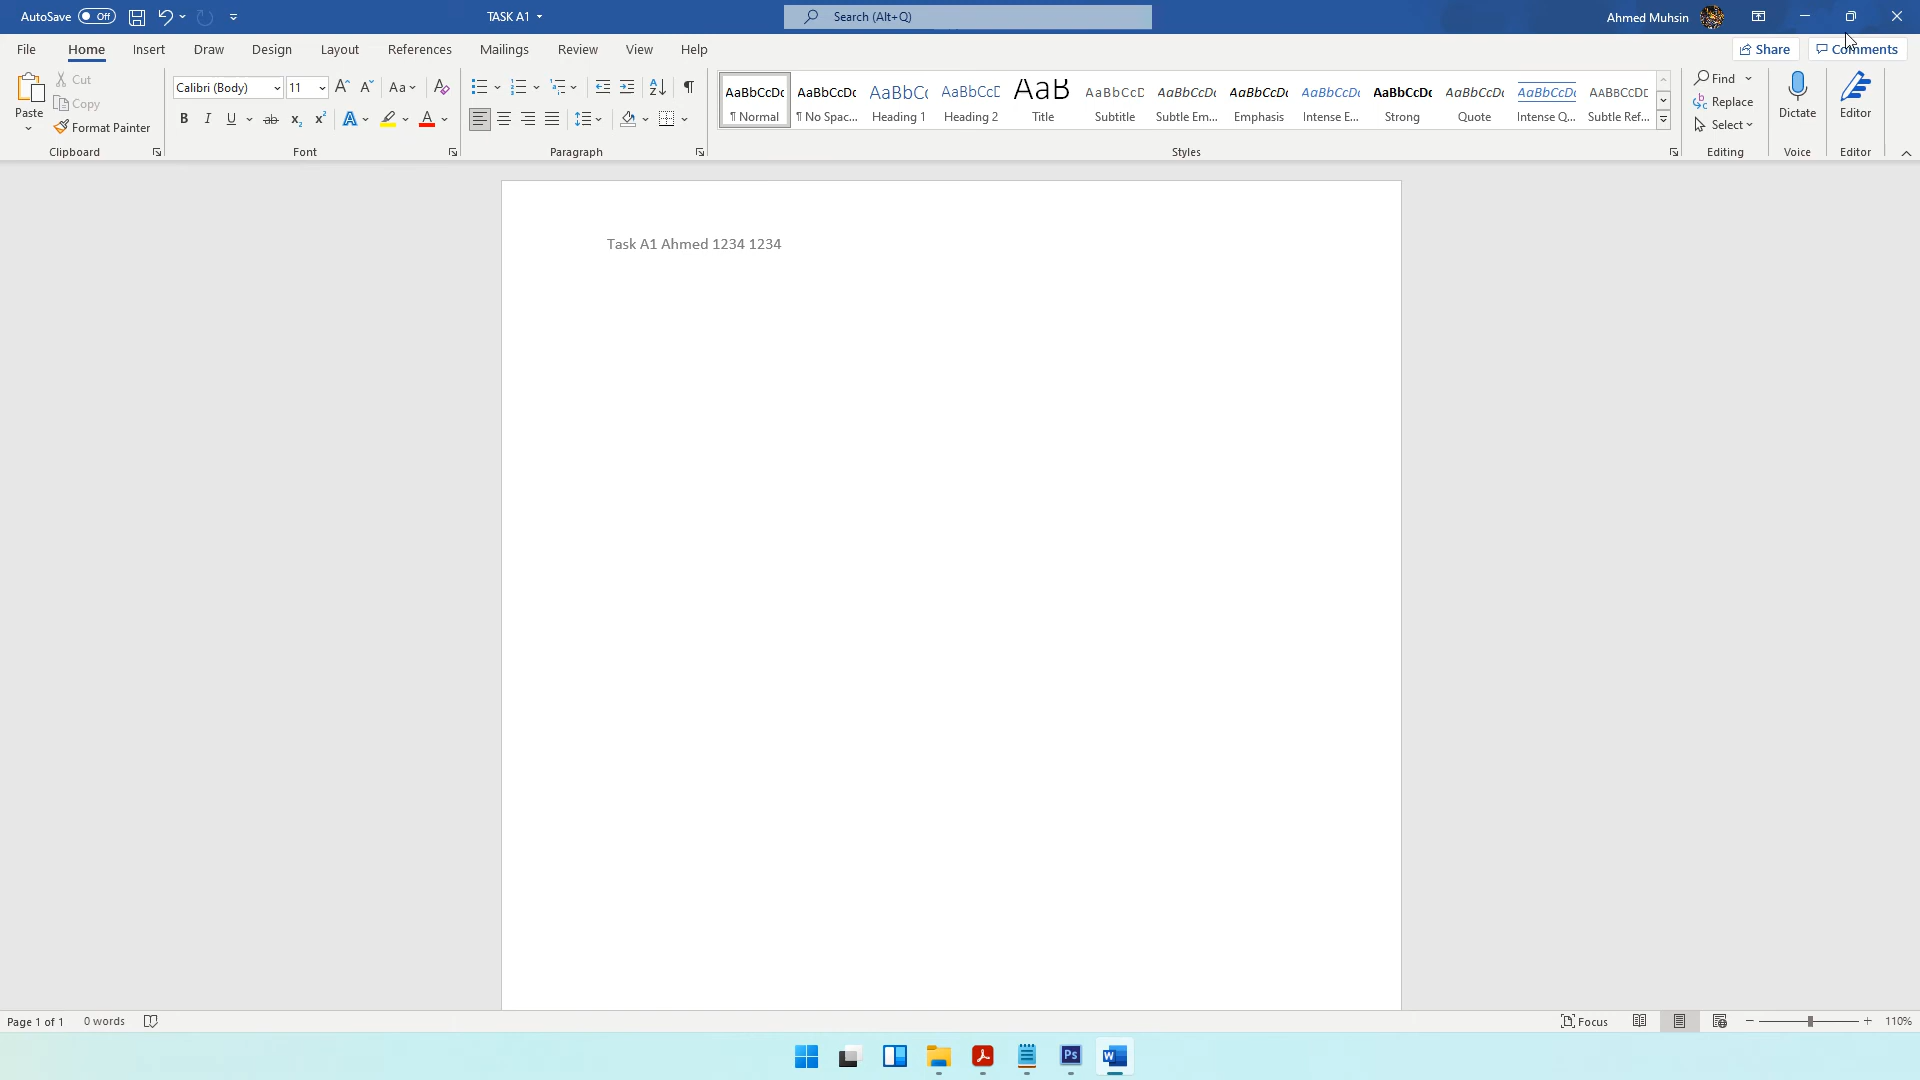 AutoSave Off TASK A1 Search (Alt+Q) Ahmed Muhsin
File Home Insert Draw Design Layout References Mailings Review View Help Share Comments
Paste Cut Copy Format Painter Clipboard
Calibri (Body) 11 Aa Font
Paragraph
AaBbCcDc AaBbCcDc AaBbC AaBbCcD AaB AaBbCcD AaBbCcDc AaBbCcDc AaBbCcDc AaBbCcDc AaBbCcDc AaBbCcDc AABBCCDE
¶ Normal ¶ No Spac... Heading 1 Heading 2 Title Subtitle Subtle Em... Emphasis Intense E... Strong Quote Intense Q... Subtle Ref...
Styles
Find
Replace
Select
Editing
Dictate
Voice
Editor
Editor
Task A1 Ahmed 1234 1234
Page 1 of 1 0 words Focus 110%
Ps W